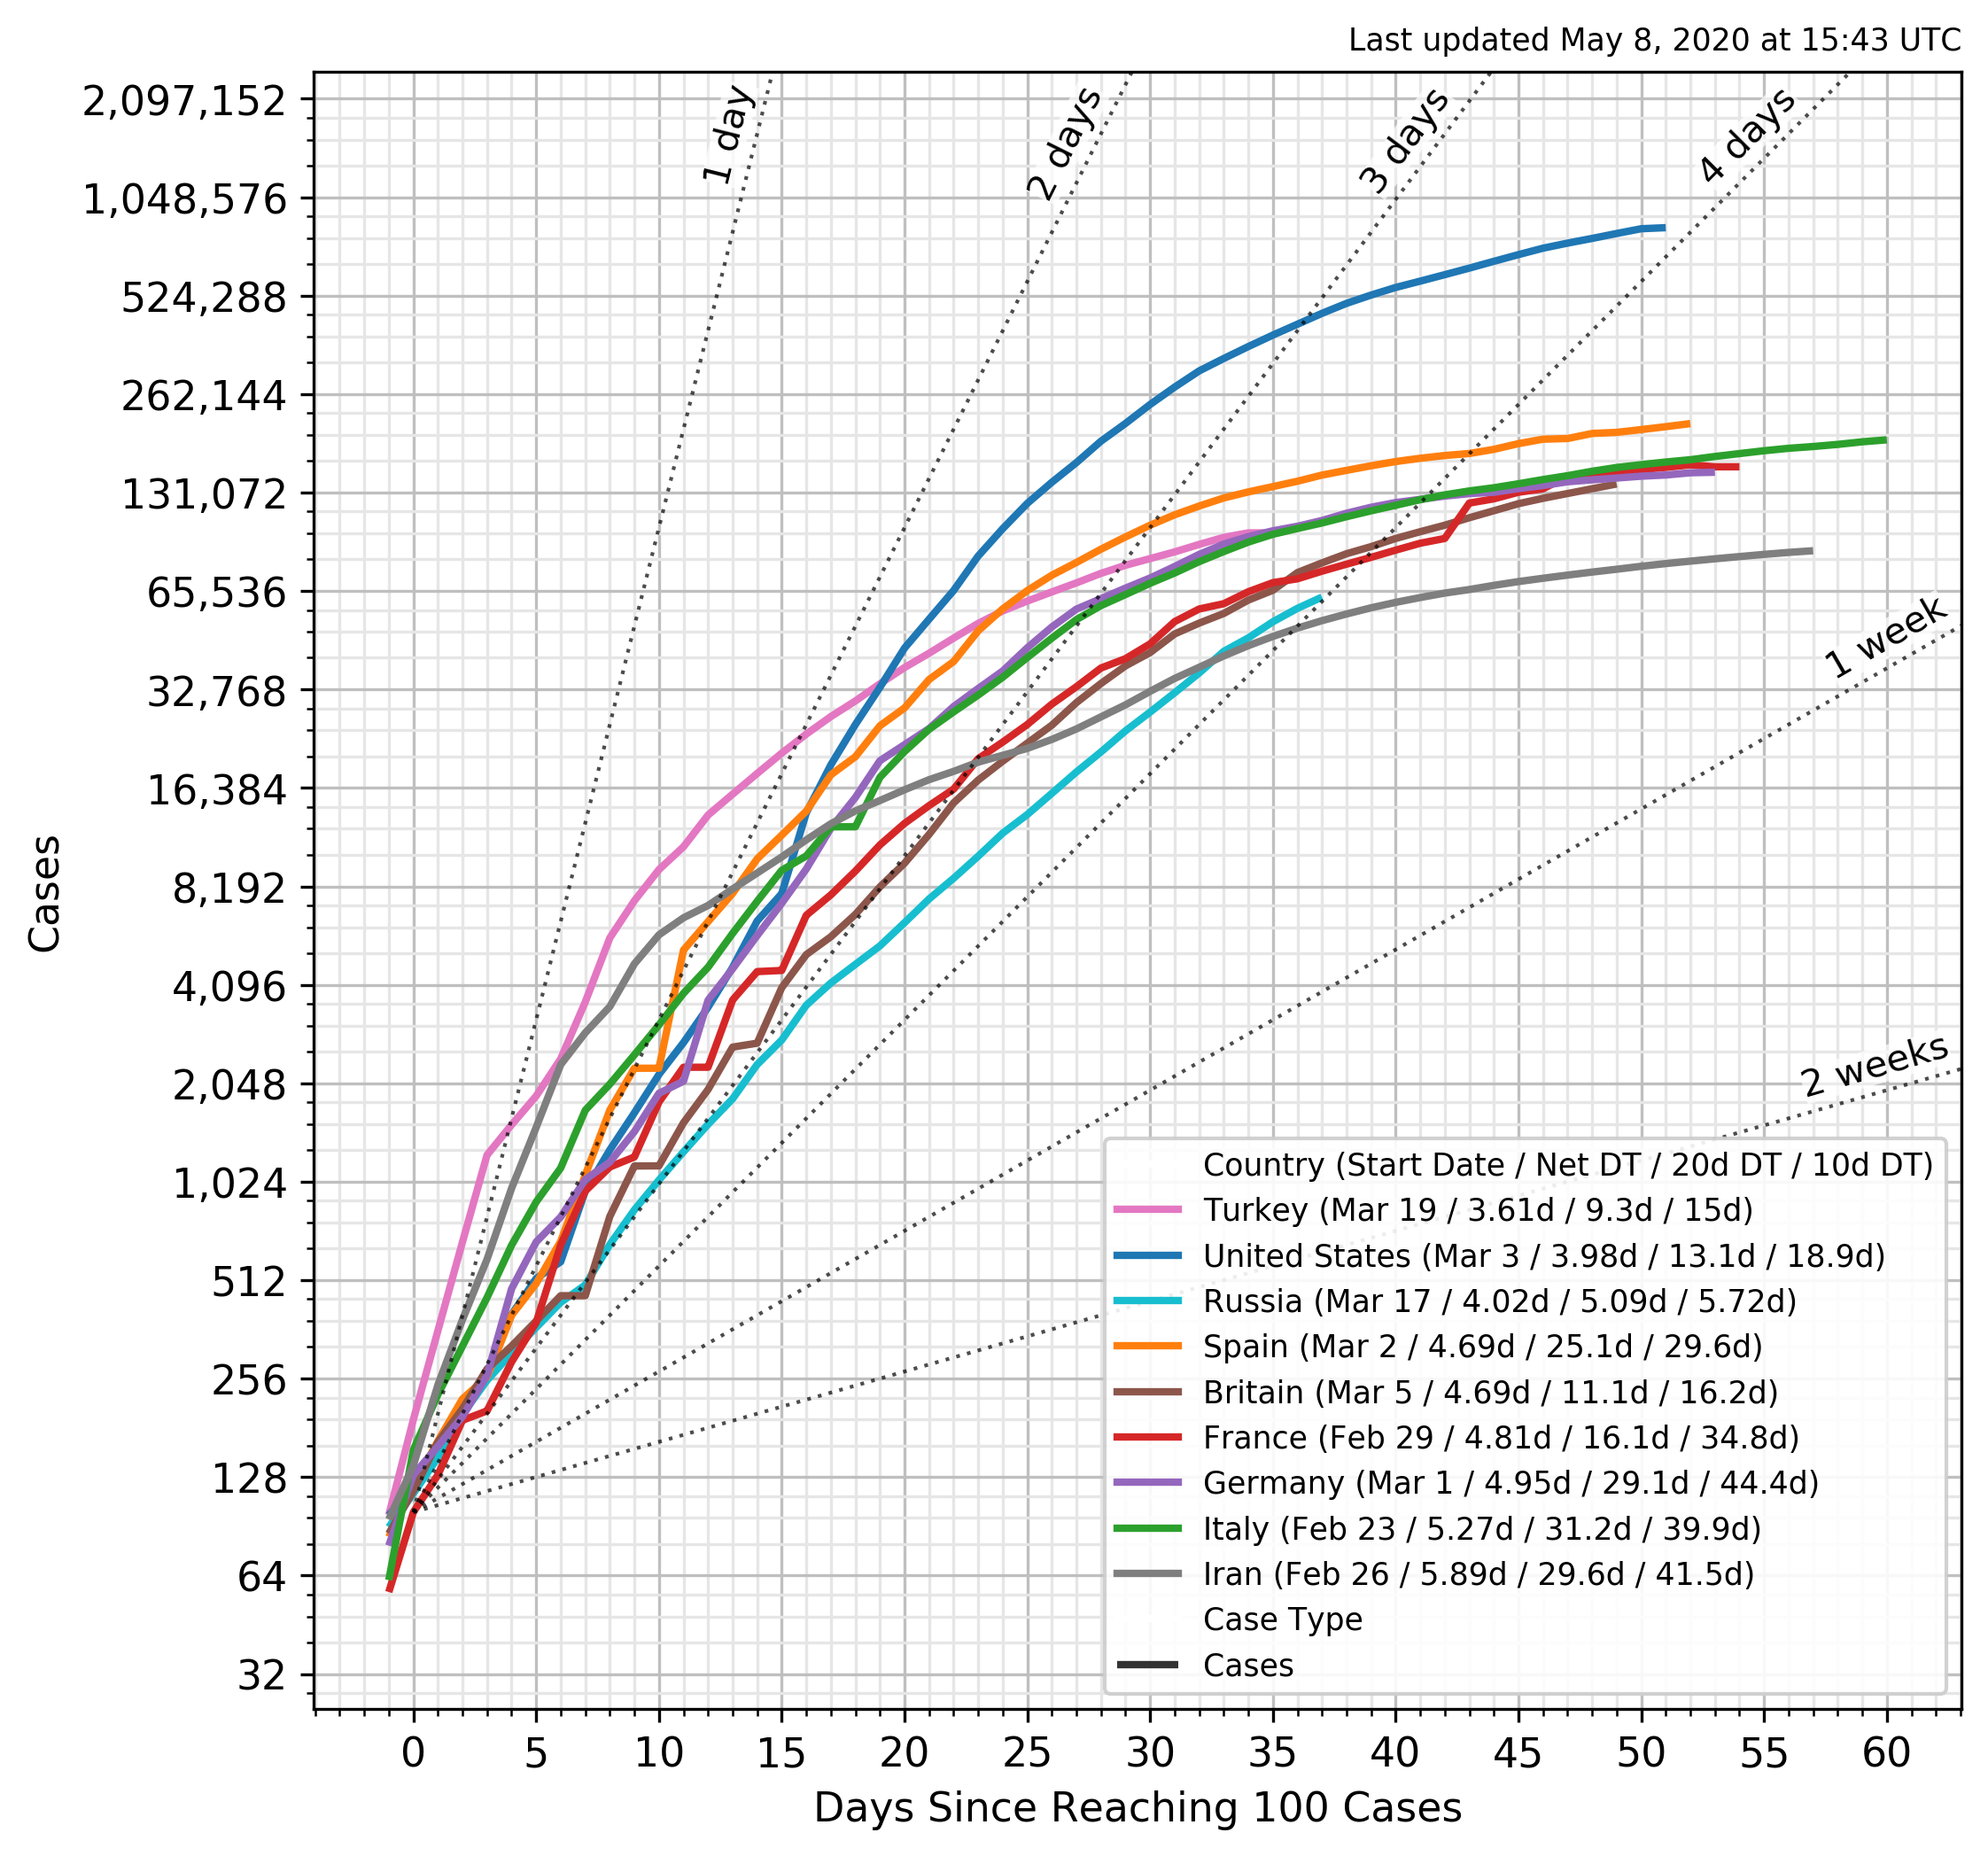 Last updated May 8, 2020 at 15:43 UTC
2,097,152
1,048,576
524,288
262,144
131,072
65,536
32,768
16,384
8,192
4,096
2,048
1,024
512
256
128
64
32
Cases
1 day
2 days
3 days
4 days
1 week
2 weeks
Country (Start Date / Net DT / 20d DT / 10d DT)
Turkey (Mar 19 / 3.61d / 9.3d / 15d)
United States (Mar 3 / 3.98d / 13.1d / 18.9d)
Russia (Mar 17 / 4.02d / 5.09d / 5.72d)
Spain (Mar 2 / 4.69d / 25.1d / 29.6d)
Britain (Mar 5 / 4.69d / 11.1d / 16.2d)
France (Feb 29 / 4.81d / 16.1d / 34.8d)
Germany (Mar 1 / 4.95d / 29.1d / 44.4d)
Italy (Feb 23 / 5.27d / 31.2d / 39.9d)
Iran (Feb 26 / 5.89d / 29.6d / 41.5d)
Case Type
Cases
0 5 10 15 20 25 30 35 40 45 50 55 60
Days Since Reaching 100 Cases